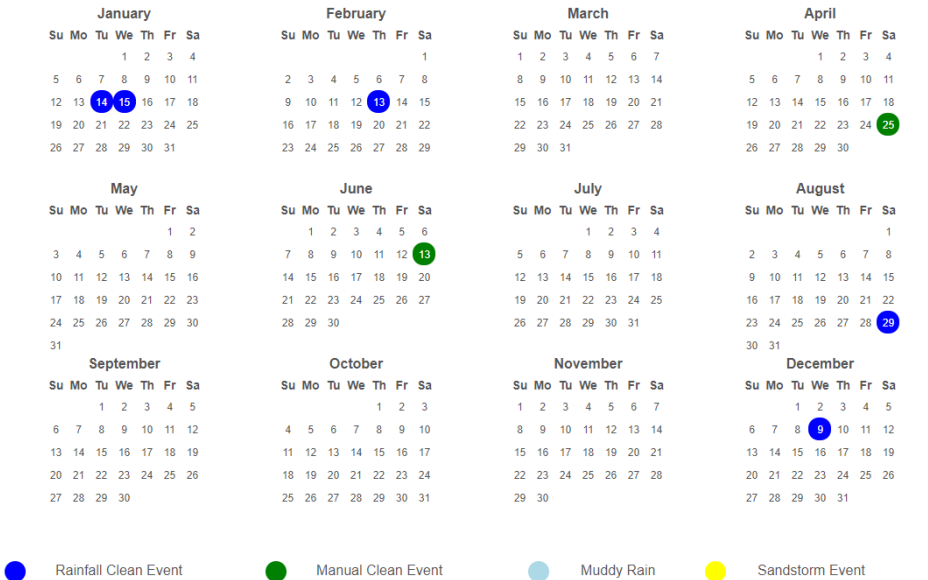 January February March April
Su Mo Tu We Th Fr Sa Su Mo Tu We Th Fr Sa Su Mo Tu We Th Fr Sa Su Mo Tu We Th Fr Sa
1 2 3 4 1 1 2 3 4 5 6 7 1 2 3 4
5 6 7 8 9 10 11 2 3 4 5 6 7 8 8 9 10 11 12 13 14 5 6 7 8 9 10 11
12 13 14 15 16 17 18 9 10 11 12 13 14 15 15 16 17 18 19 20 21 12 13 14 15 16 17 18
19 20 21 22 23 24 25 16 17 18 19 20 21 22 22 23 24 25 26 27 28 19 20 21 22 23 24 25
26 27 28 29 30 31 23 24 25 26 27 28 29 29 30 31 26 27 28 29 30
May June July August
Su Mo Tu We Th Fr Sa Su Mo Tu We Th Fr Sa Su Mo Tu We Th Fr Sa Su Mo Tu We Th Fr Sa
1 2 1 2 3 4 5 6 1 2 3 4 1
3 4 5 6 7 8 9 7 8 9 10 11 12 13 5 6 7 8 9 10 11 2 3 4 5 6 7 8
10 11 12 13 14 15 16 14 15 16 17 18 19 20 12 13 14 15 16 17 18 9 10 11 12 13 14 15
17 18 19 20 21 22 23 21 22 23 24 25 26 27 19 20 21 22 23 24 25 16 17 18 19 20 21 22
24 25 26 27 28 29 30 28 29 30 26 27 28 29 30 31 23 24 25 26 27 28 29
31 30 31
September October November December
Su Mo Tu We Th Fr Sa Su Mo Tu We Th Fr Sa Su Mo Tu We Th Fr Sa Su Mo Tu We Th Fr Sa
1 2 3 4 5 1 2 3 1 2 3 4 5 6 7 1 2 3 4 5
6 7 8 9 10 11 12 4 5 6 7 8 9 10 8 9 10 11 12 13 14 6 7 8 9 10 11 12
13 14 15 16 17 18 19 11 12 13 14 15 16 17 15 16 17 18 19 20 21 13 14 15 16 17 18 19
20 21 22 23 24 25 26 18 19 20 21 22 23 24 22 23 24 25 26 27 28 20 21 22 23 24 25 26
27 28 29 30 25 26 27 28 29 30 31 29 30 27 28 29 30 31
Rainfall Clean Event Manual Clean Event Muddy Rain Sandstorm Event